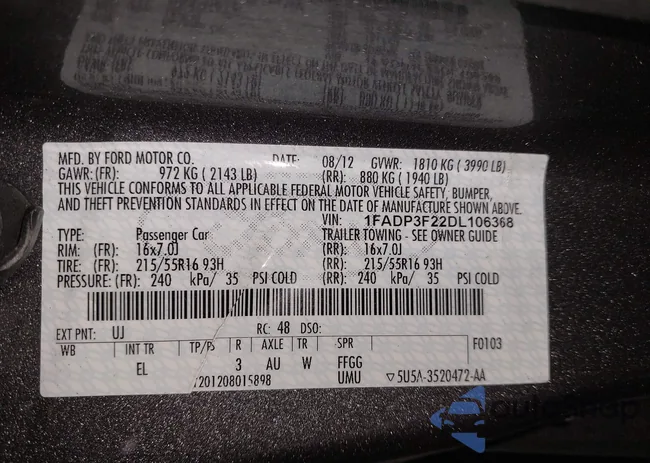 MFD. BY FORD MOTOR CO. DATE: 08/12 GVWR: 1810 KG ( 3990 LB)
GAWR: (FR): 972 KG ( 2143 LB) (RR): 880 KG ( 1940 LB)
THIS VEHICLE CONFORMS TO ALL APPLICABLE FEDERAL MOTOR VEHICLE SAFETY, BUMPER,
AND THEFT PREVENTION STANDARDS IN EFFECT ON THE DATE OF MANUFACTURE SHOWN ABOVE.
VIN: 1FADP3F22DL106368
TYPE: Passenger Car TRAILER TOWING - SEE OWNER GUIDE
RIM: (FR): 16x7.0J (RR): 16x7.0J
TIRE: (FR): 215/55R16 93H (RR): 215/55R16 93H
PRESSURE: (FR): 240 kPa/ 35 PSI COLD (RR): 240 kPa/ 35 PSI COLD
EXT PNT: UJ RC: 48 DSO: F0103
WB INT TR TP/PS R AXLE TR SPR
EL 3 AU W FFGG
201208015898 UMU ▽5U5A-3520472-AA